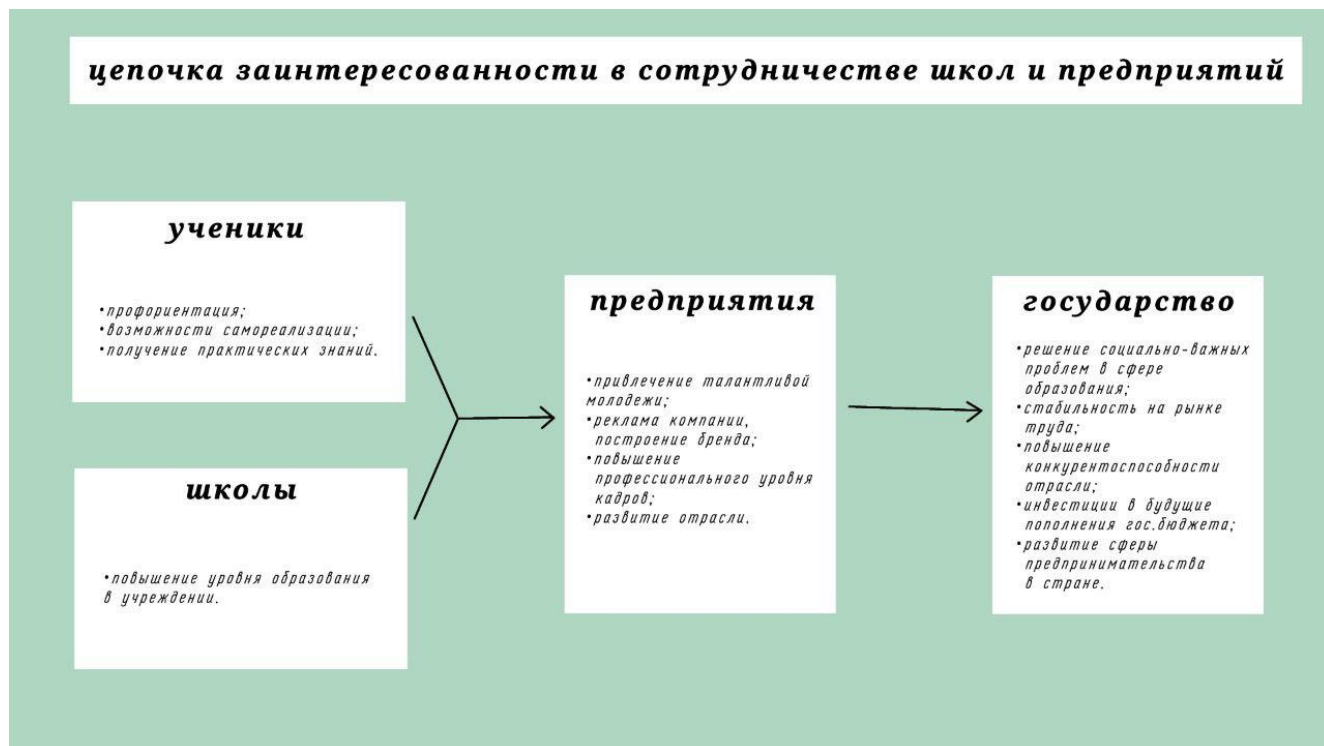 цепочка заинтересованности в сотрудничестве школ и предприятий
ученики
•профориентация;
•возможности самореализации;
•получение практических знаний.
школы
•повышение уровня образования
в учреждении.
предприятия
•привлечение талантливой
молодежи;
•реклама компании,
построение бренда;
•повышение
профессионального уровня
кадров;
•развитие отрасли.
государство
•решение социально-важных
проблем в сфере
образования;
•стабильность на рынке
труда;
•повышение
конкурентоспособности
отрасли;
•инвестиции в будущие
пополнения гос.бюджета;
•развитие сферы
предпринимательства
в стране.